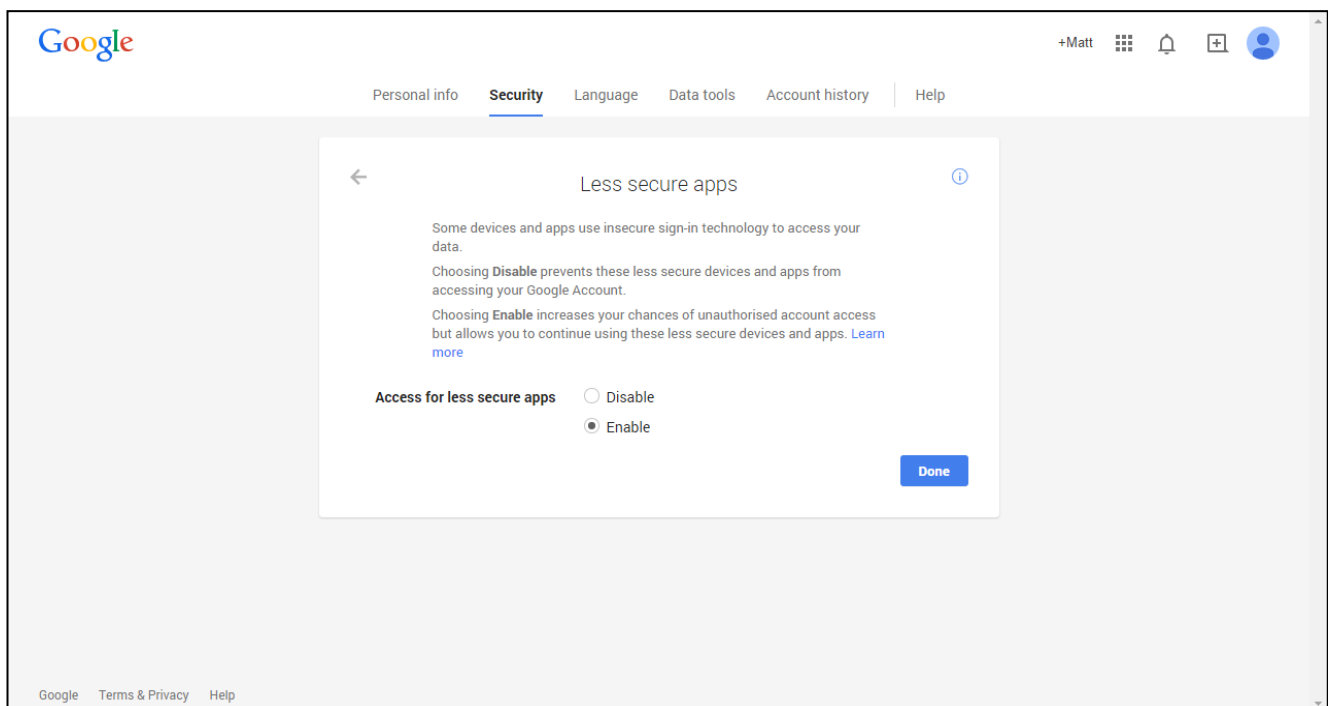 Google
+Matt
Personal info Security Language Data tools Account history Help
Less secure apps
Some devices and apps use insecure sign-in technology to access your
data.
Choosing Disable prevents these less secure devices and apps from
accessing your Google Account.
Choosing Enable increases your chances of unauthorised account access
but allows you to continue using these less secure devices and apps. Learn
more
Access for less secure apps Disable
Enable
Done
Google Terms & Privacy Help